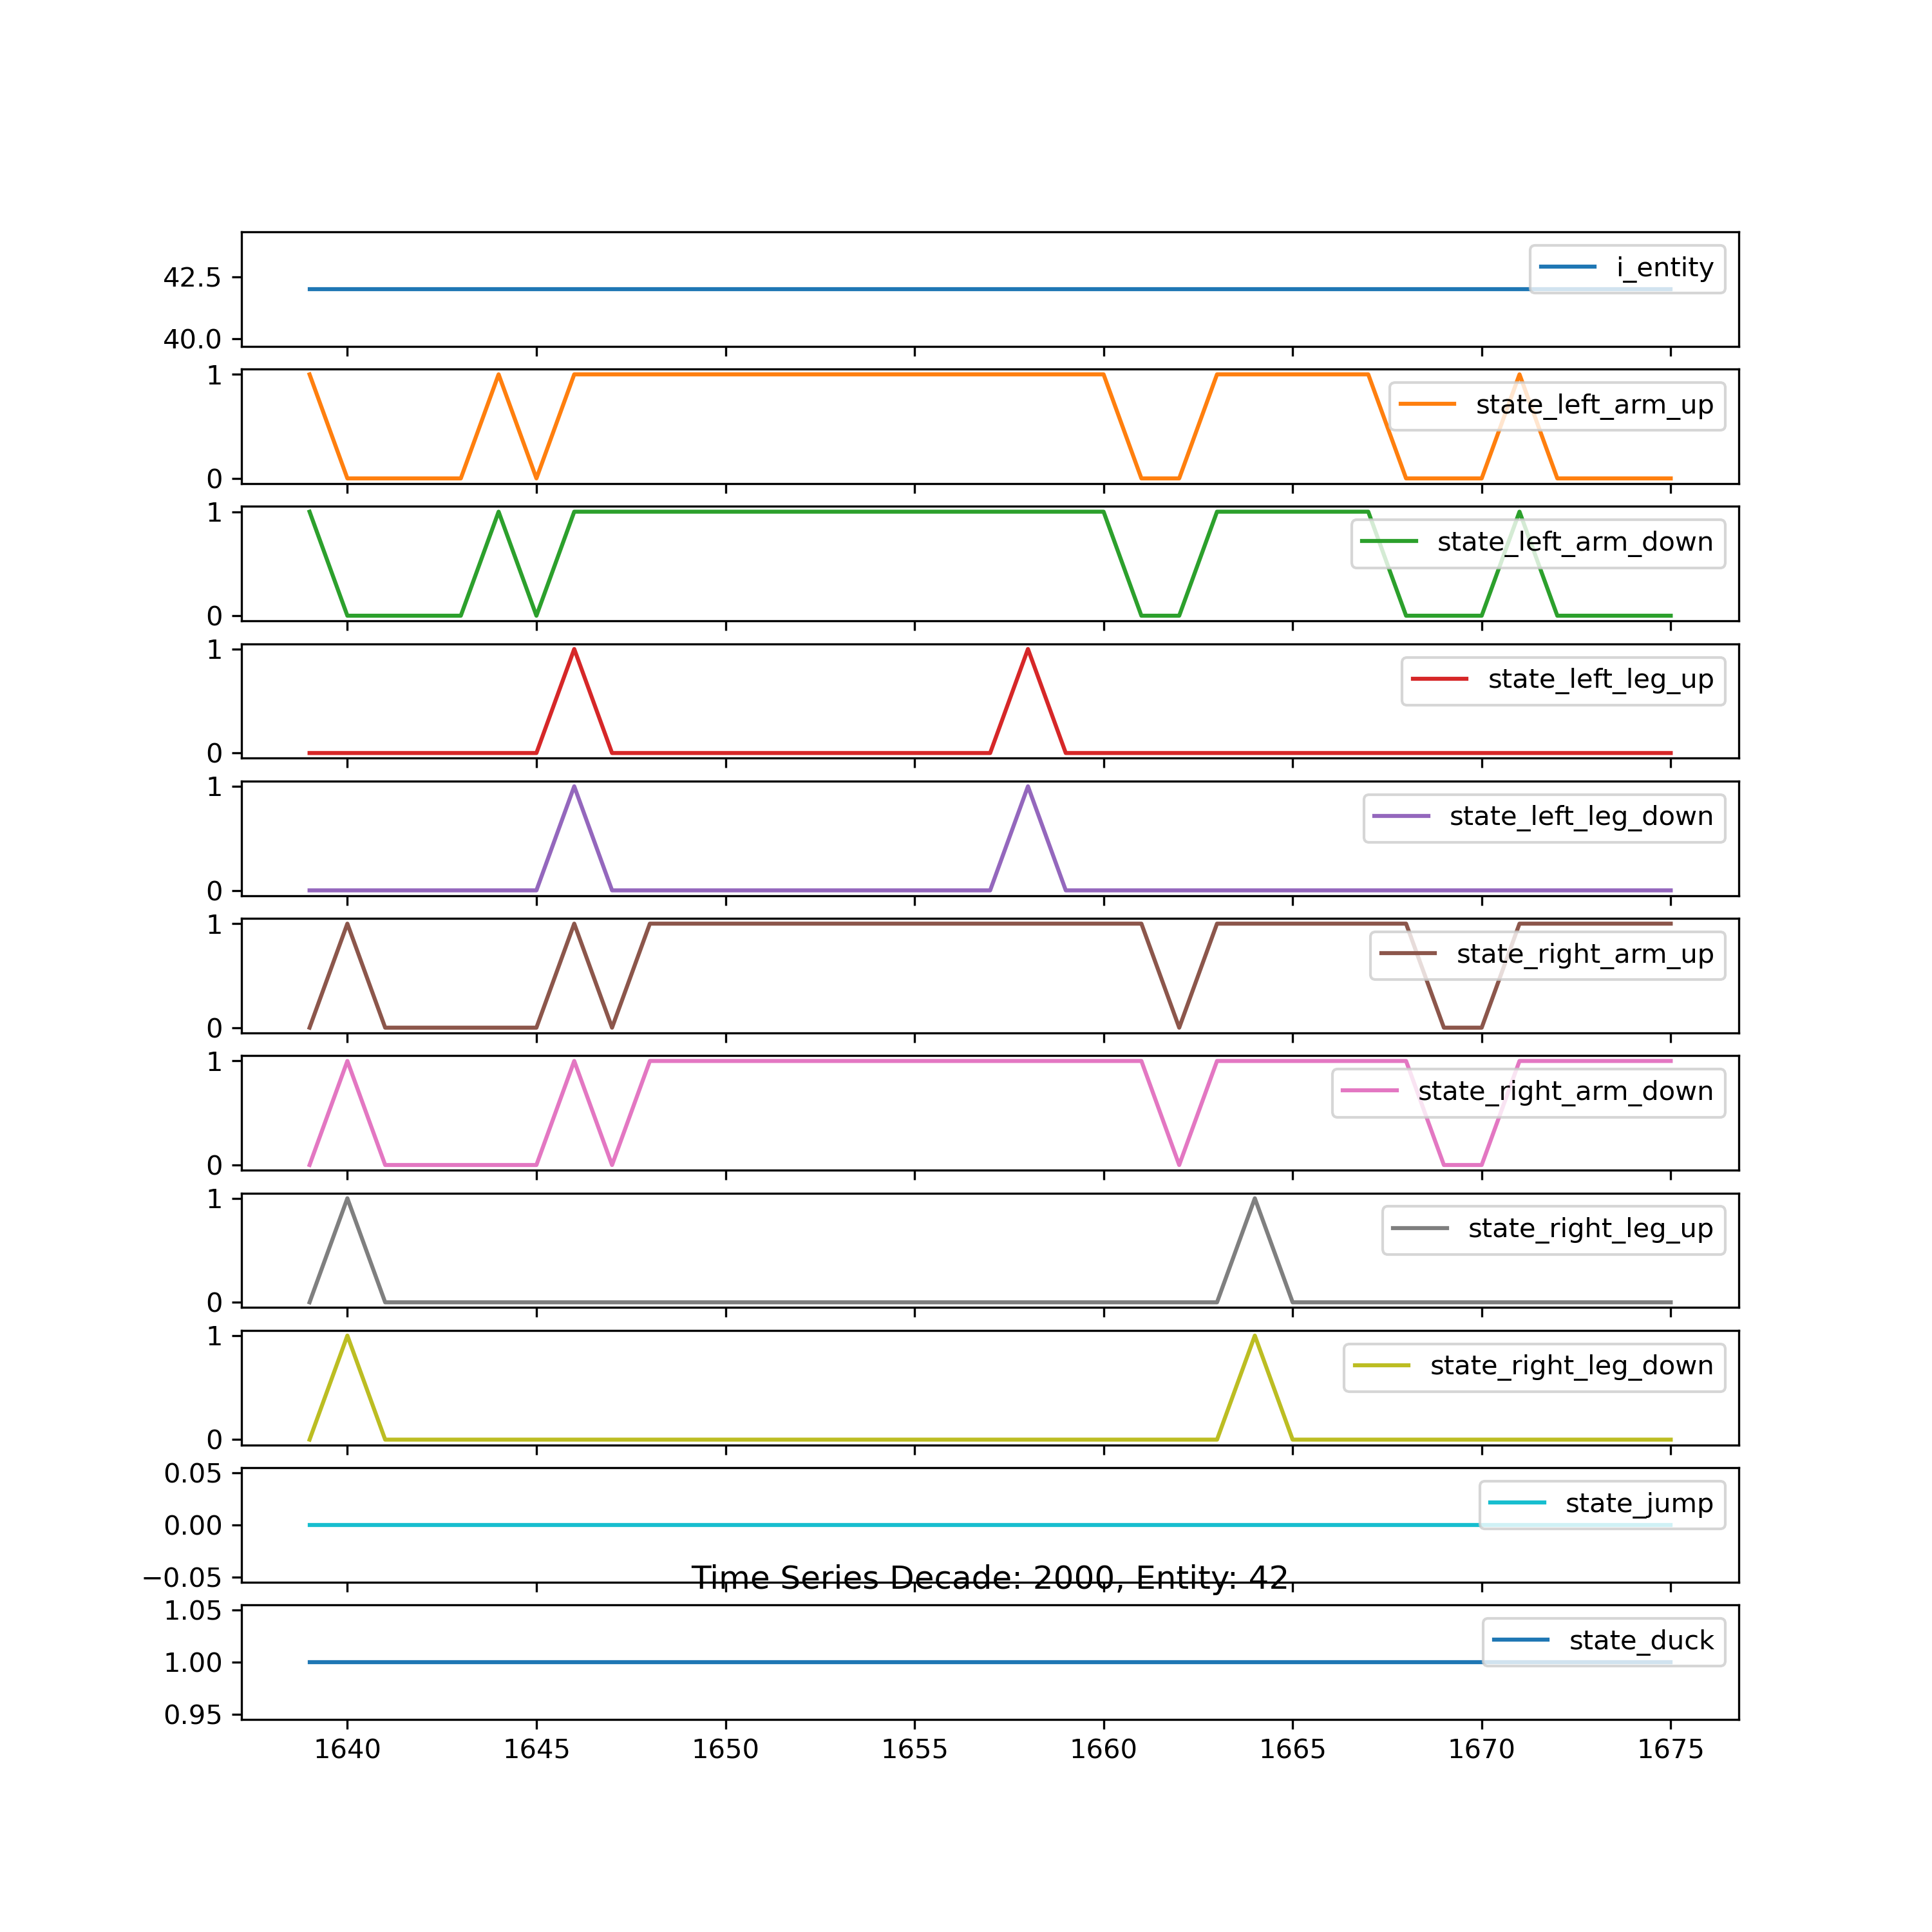 42.5
40.0
i_entity
1
0
state_left_arm_up
1
0
state_left_arm_down
1
0
state_left_leg_up
1
0
state_left_leg_down
1
0
state_right_arm_up
1
0
state_right_arm_down
1
0
state_right_leg_up
1
0
state_right_leg_down
0.05
0.00
−0.05
state_jump
Time Series Decade: 2000, Entity: 42
1.05
1.00
0.95
state_duck
1640 1645 1650 1655 1660 1665 1670 1675